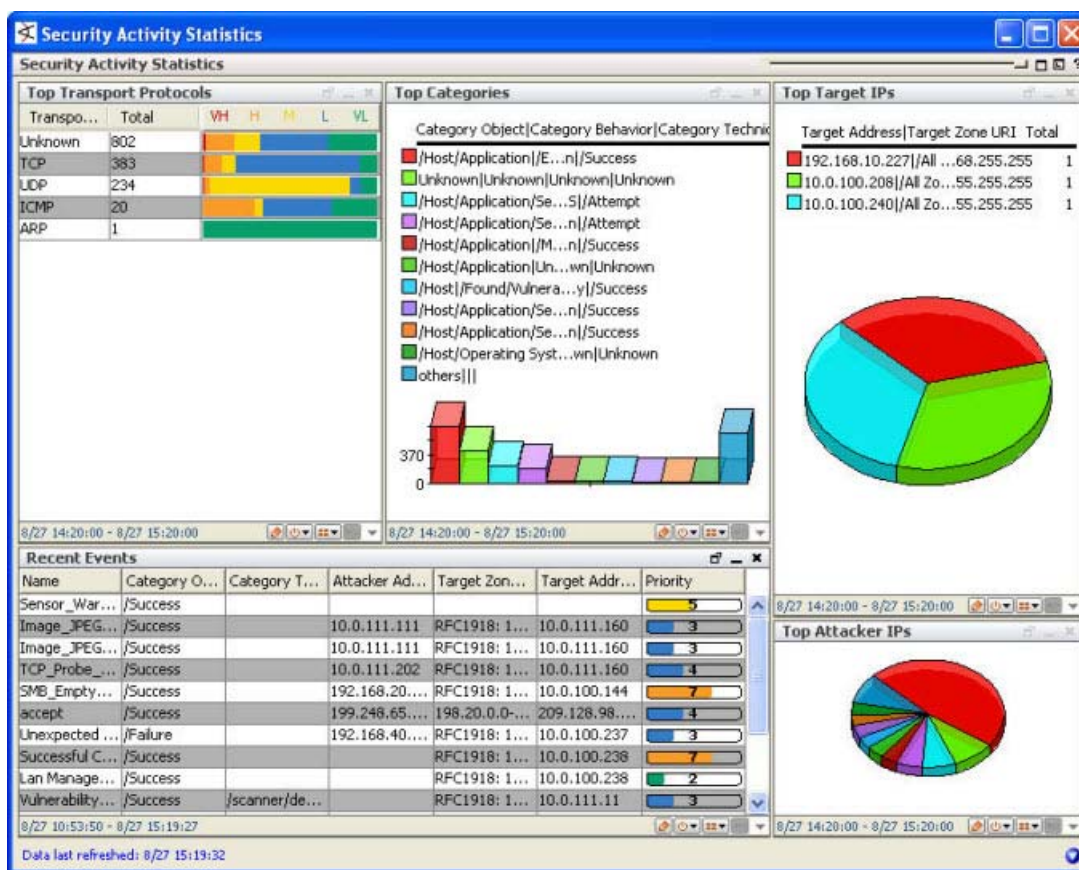 Security Activity Statistics
Security Activity Statistics
Top Transport Protocols
Transpo... Total VH H M L VL
Unknown 802
TCP 383
UDP 234
ICMP 20
ARP 1
8/27 14:20:00 - 8/27 15:20:00
Top Categories
Category Object|Category Behavior|Category Techni
/Host/Application|/E...n|/Success
Unknown|Unknown|Unknown|Unknown
/Host/Application/Se...S|/Attempt
/Host/Application/Se...n|/Attempt
/Host/Application|/M...n|/Success
/Host/Application|Un...wn|Unknown
/Host|/Found/Vulnera...y|/Success
/Host/Application/Se...n|/Success
/Host/Application/Se...n|/Success
/Host/Operating Syst...wn|Unknown
others|||
370
0
8/27 14:20:00 - 8/27 15:20:00
Top Target IPs
Target Address|Target Zone URI Total
192.168.10.227|/All ...68.255.255 1
10.0.100.208|/All Zo...55.255.255 1
10.0.100.240|/All Zo...55.255.255 1
8/27 14:20:00 - 8/27 15:20:00
Recent Events
Name Category O... Category T... Attacker Ad... Target Zon... Target Addr... Priority
Sensor_War... /Success 5
Image_JPEG... /Success 10.0.111.111 RFC1918: 1... 10.0.111.160 3
Image_JPEG... /Success 10.0.111.111 RFC1918: 1... 10.0.111.160 3
TCP_Probe_... /Success 10.0.111.202 RFC1918: 1... 10.0.111.160 4
SMB_Empty... /Success 192.168.20.... RFC1918: 1... 10.0.100.144 7
accept /Success 199.248.65.... 198.20.0.0-... 209.128.98.... 4
Unexpected ... /Failure 192.168.40.... RFC1918: 1... 10.0.100.237 3
Successful C... /Success RFC1918: 1... 10.0.100.238 7
Lan Manage... /Success RFC1918: 1... 10.0.100.238 2
Vulnerability... /Success /scanner/de... RFC1918: 1... 10.0.111.11 3
8/27 10:53:50 - 8/27 15:19:27
Top Attacker IPs
8/27 14:20:00 - 8/27 15:20:00
Data last refreshed: 8/27 15:19:32